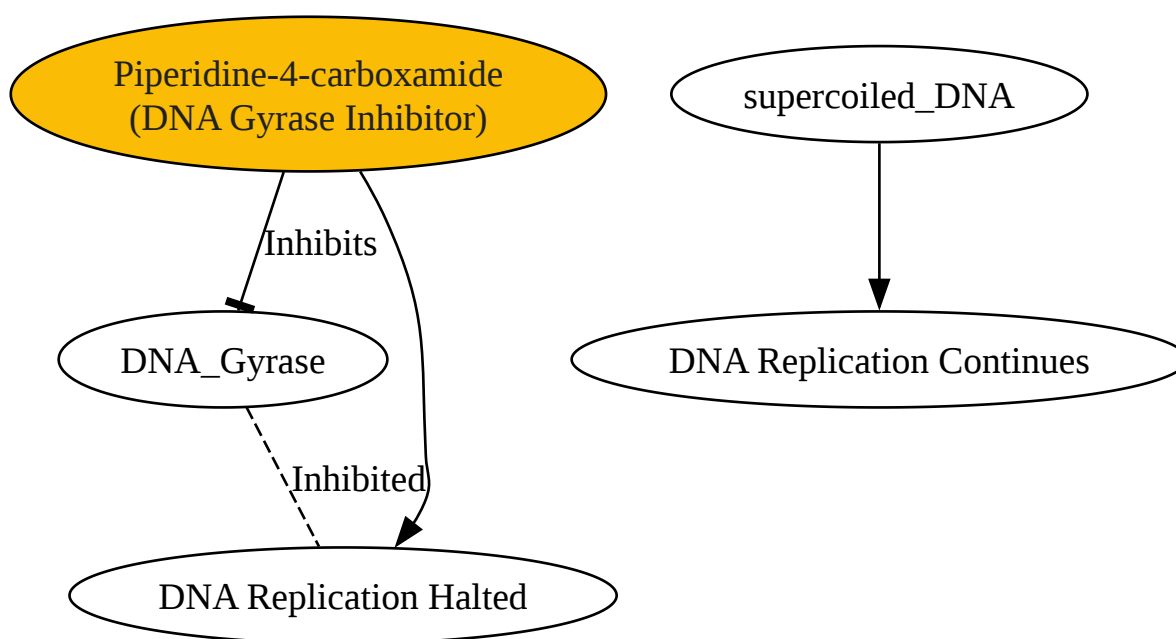 Piperidine-4-carboxamide
(DNA Gyrase Inhibitor)
supercoiled_DNA
Inhibits
DNA_Gyrase
DNA Replication Continues
Inhibited
DNA Replication Halted